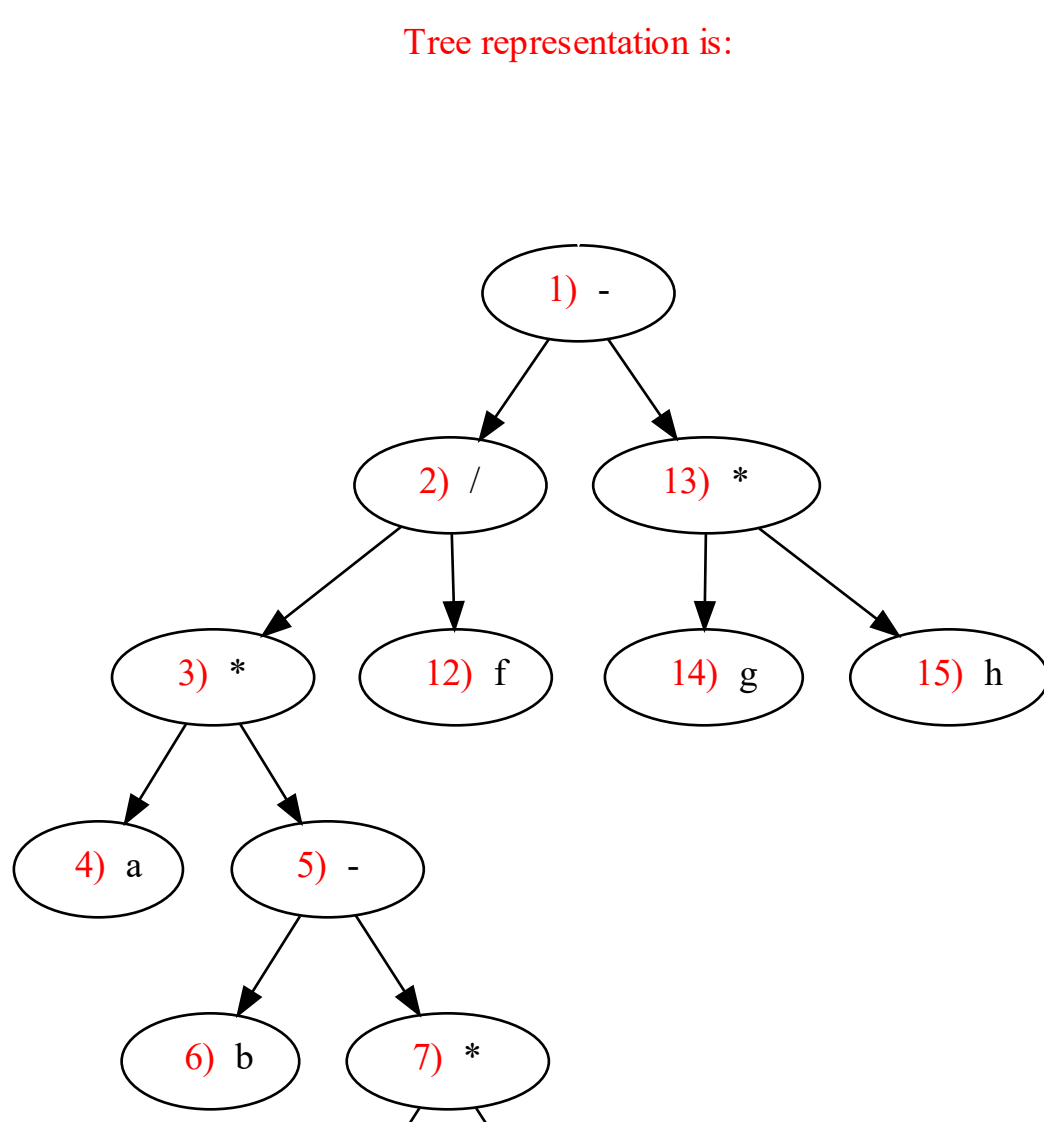 Tree representation is:
1) -
2) /
13) *
3) *
12) f
14) g
15) h
4) a
5) -
6) b
7) *